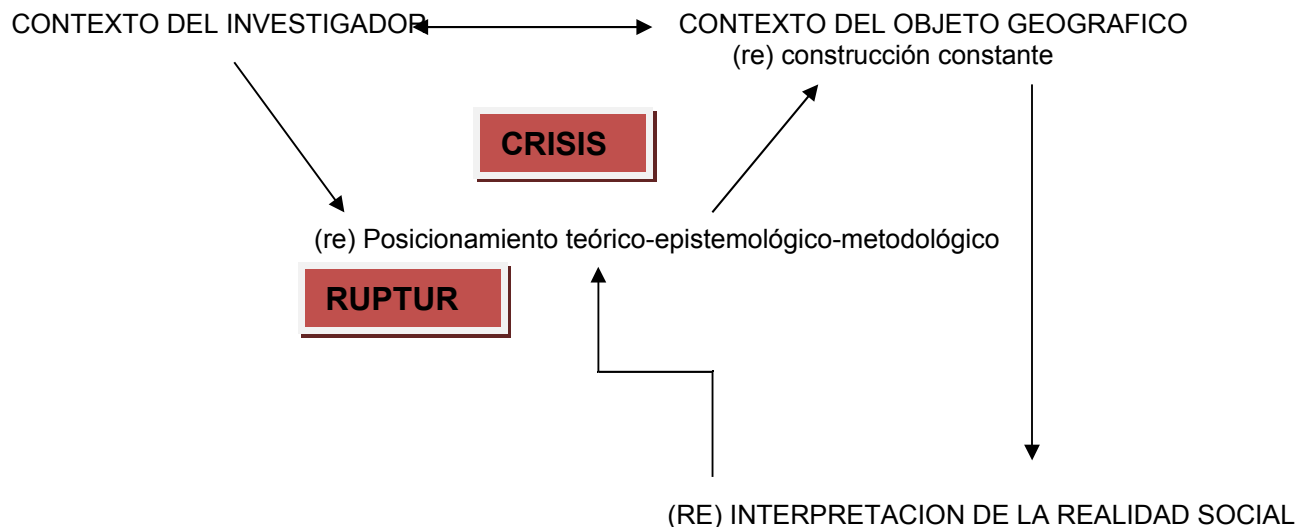 CONTEXTO DEL INVESTIGADOR
CONTEXTO DEL OBJETO GEOGRAFICO
(re) construcción constante
CRISIS
(re) Posicionamiento teórico-epistemológico-metodológico
RUPTUR
(RE) INTERPRETACION DE LA REALIDAD SOCIAL